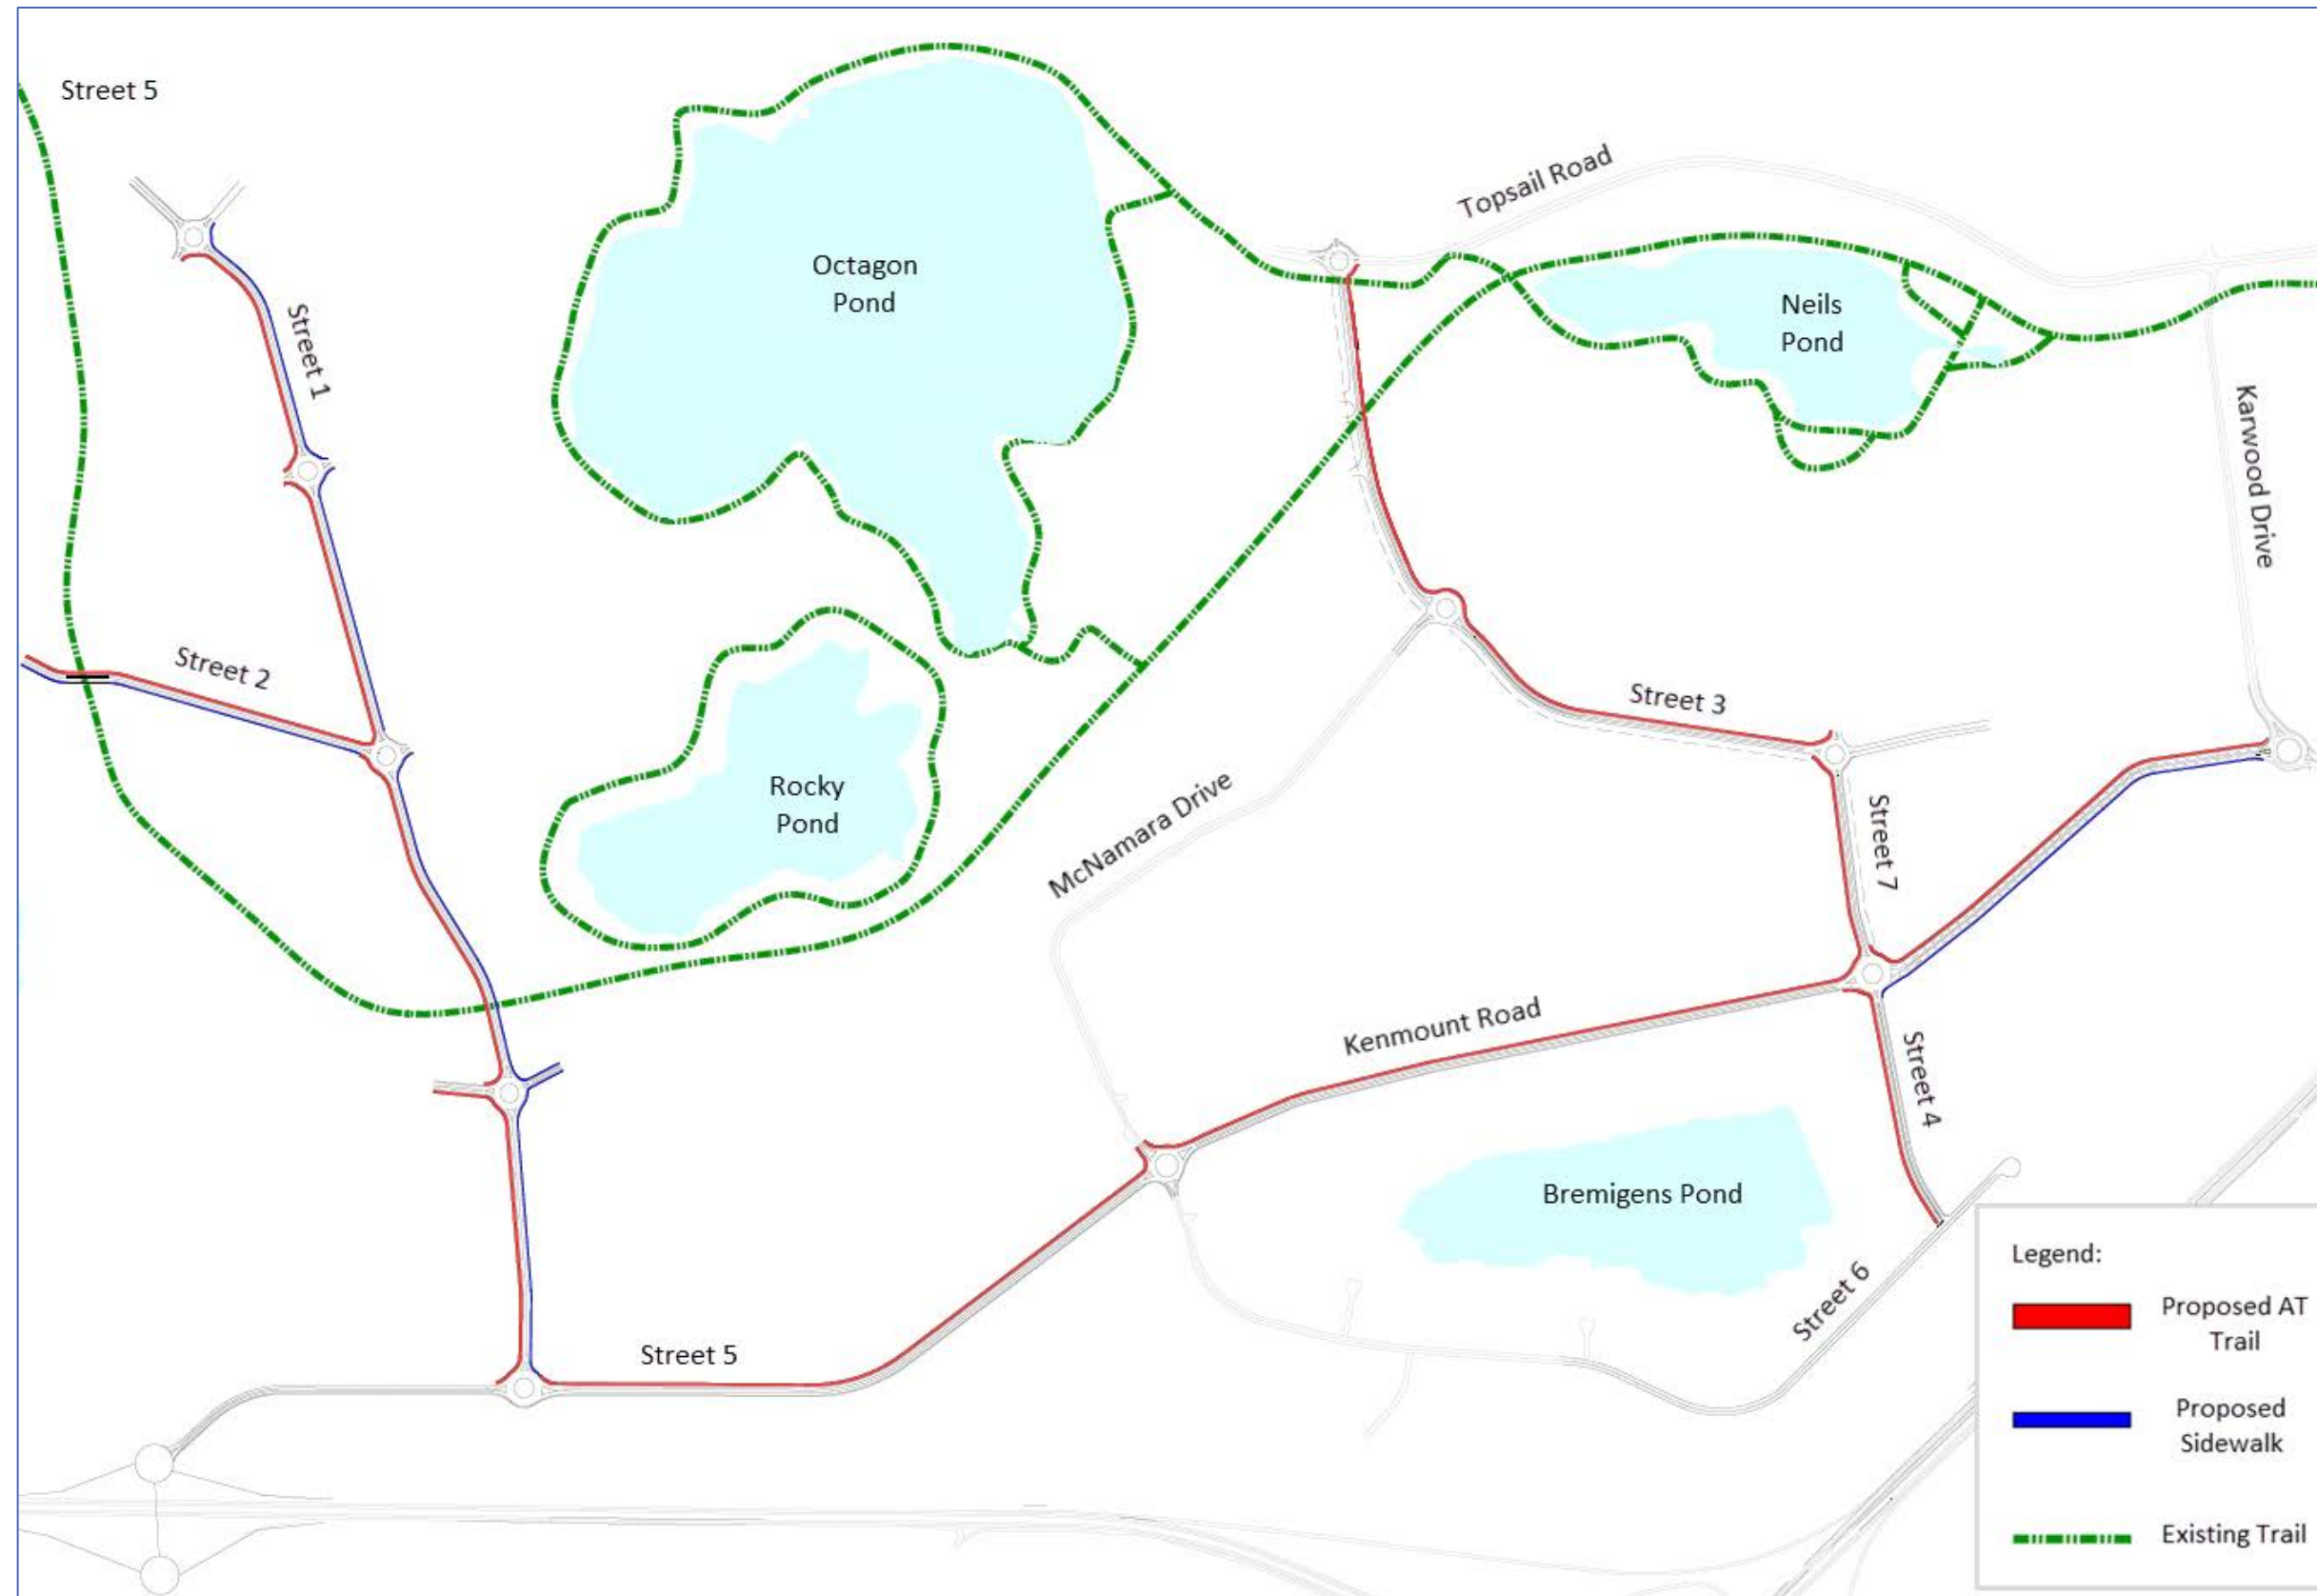 Street 5
Topsail Road
Octagon
Pond
Neils
Pond
Street 1
Karwood Drive
Street 2
Street 3
Rocky
Pond
McNamara Drive
Street 7
Kenmount Road
Street 4
Bremigens Pond
Street 6
Street 5
Legend:
Proposed AT
Trail
Proposed
Sidewalk
Existing Trail